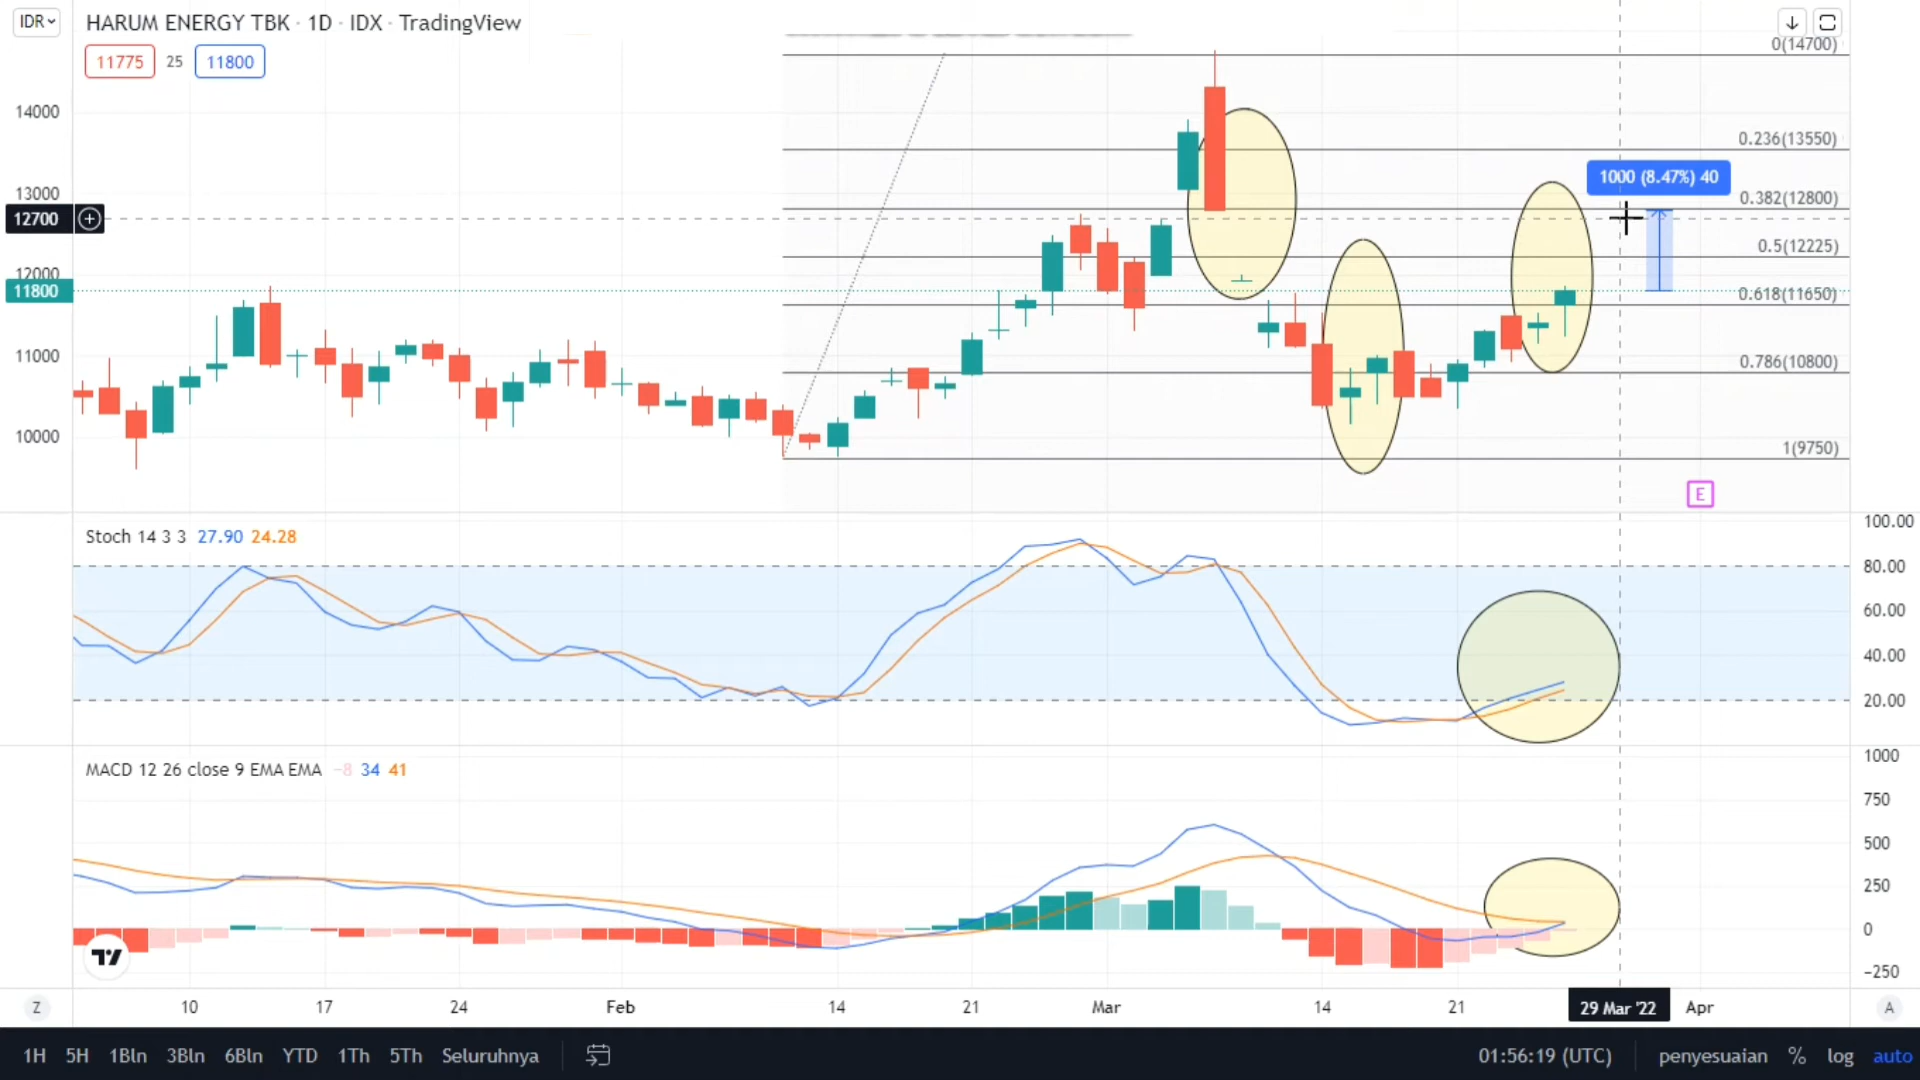 IDR
HARUM ENERGY TBK · 1D · IDX · TradingView
11775 25 11800
0(14700)
14000
0.236(13550)
1000 (8.47%) 40
13000
0.382(12800)
12700
0.5(12225)
12000
11800
0.618(11650)
11000
0.786(10800)
10000
1(9750)
E
100.00
Stoch 14 3 3 27.90 24.28
80.00
60.00
40.00
20.00
1000
MACD 12 26 close 9 EMA EMA −8 34 41
750
500
250
0
−250
Z 10 17 24 Feb 14 21 Mar 14 21 29 Mar '22 Apr A
1H 5H 1Bln 3Bln 6Bln YTD 1Th 5Th Seluruhnya 01:56:19 (UTC) penyesuaian % log auto